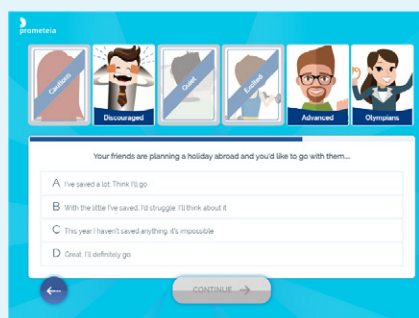 prometeia
Cautious
Discouraged
Quiet
Excited
Advanced
Olympians
Your friends are planning a holiday abroad and you'd like to go with them...
A I've saved a lot. Think I'll go
B With the little I've saved, I'd struggle. I'll think about it
C This year I haven't saved anything: it's impossible
D Great. I'll definitely go
CONTINUE